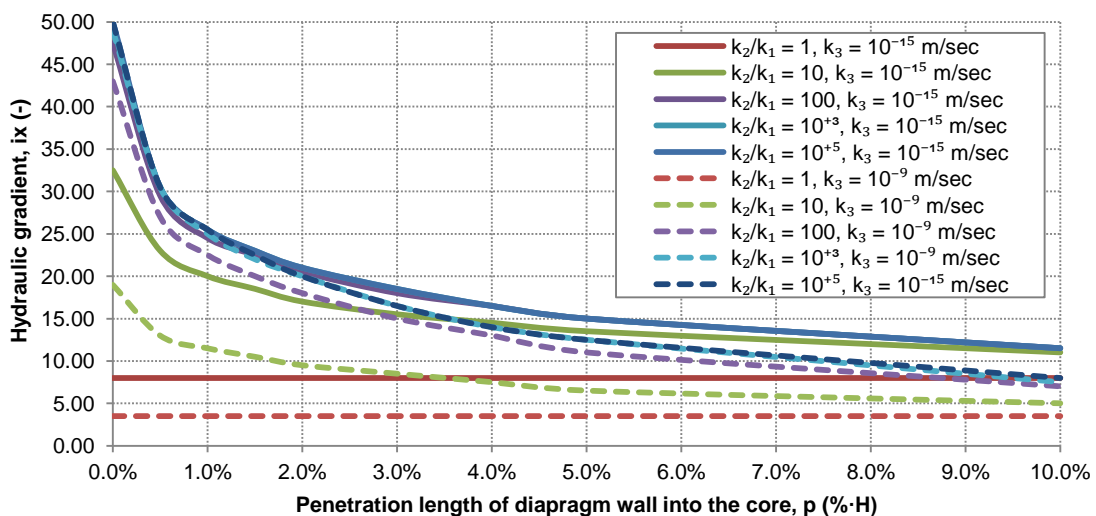 50.00
45.00
40.00
35.00
30.00
25.00
20.00
15.00
10.00
5.00
0.00
Hydraulic gradient, ix (-)
k₂/k₁ = 1, k₃ = 10⁻¹⁵ m/sec
k₂/k₁ = 10, k₃ = 10⁻¹⁵ m/sec
k₂/k₁ = 100, k₃ = 10⁻¹⁵ m/sec
k₂/k₁ = 10⁺³, k₃ = 10⁻¹⁵ m/sec
k₂/k₁ = 10⁺⁵, k₃ = 10⁻¹⁵ m/sec
k₂/k₁ = 1, k₃ = 10⁻⁹ m/sec
k₂/k₁ = 10, k₃ = 10⁻⁹ m/sec
k₂/k₁ = 100, k₃ = 10⁻⁹ m/sec
k₂/k₁ = 10⁺³, k₃ = 10⁻⁹ m/sec
k₂/k₁ = 10⁺⁵, k₃ = 10⁻¹⁵ m/sec
0.0% 1.0% 2.0% 3.0% 4.0% 5.0% 6.0% 7.0% 8.0% 9.0% 10.0%
Penetration length of diapragm wall into the core, p (%·H)